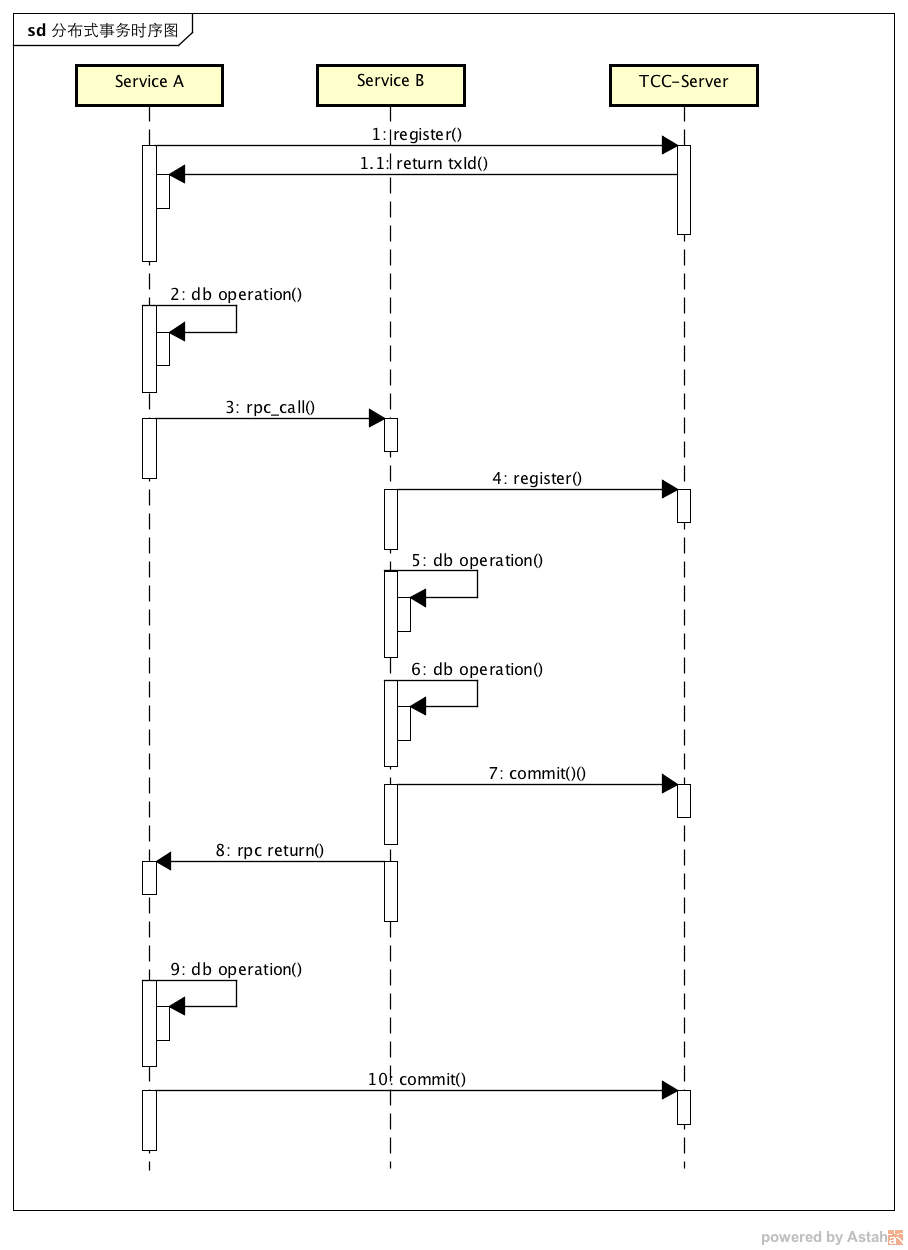 sd 分布式事务时序图
Service A
Service B
TCC-Server
1: register()
1.1: return txId()
2: db operation()
3: rpc_call()
4: register()
5: db operation()
6: db operation()
7: commit()()
8: rpc return()
9: db operation()
10: commit()
powered by Astah